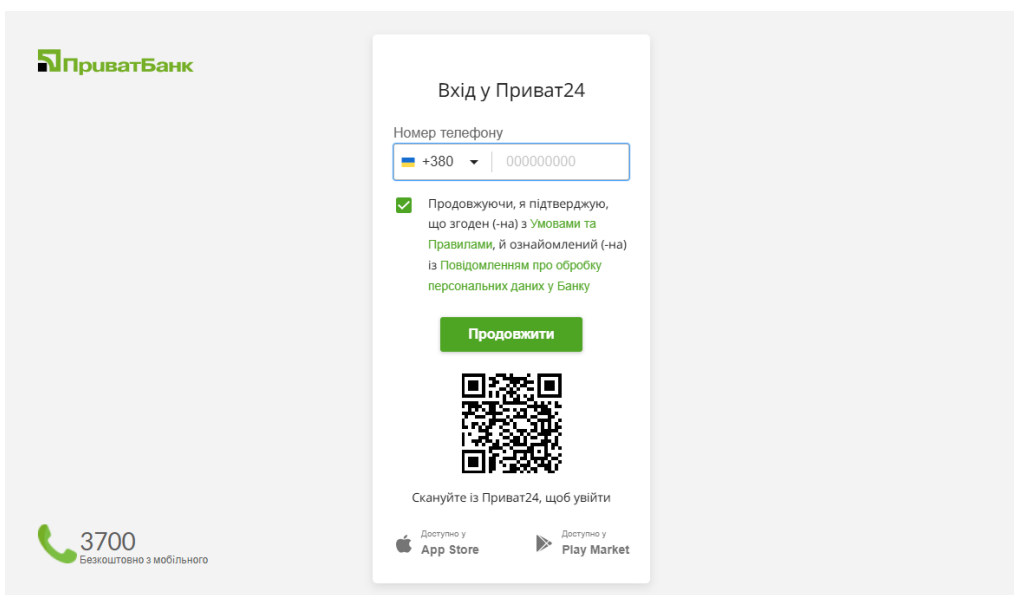 ПриватБанк
Вхід у Приват24
Номер телефону
+380 000000000
Продовжуючи, я підтверджую,
що згоден (-на) з Умовами та
Правилами, й ознайомлений (-на)
із Повідомленням про обробку
персональних даних у Банку
Продовжити
Скануйте із Приват24, щоб увійти
Доступно у
App Store
Доступно у
Play Market
3700
Безкоштовно з мобільного